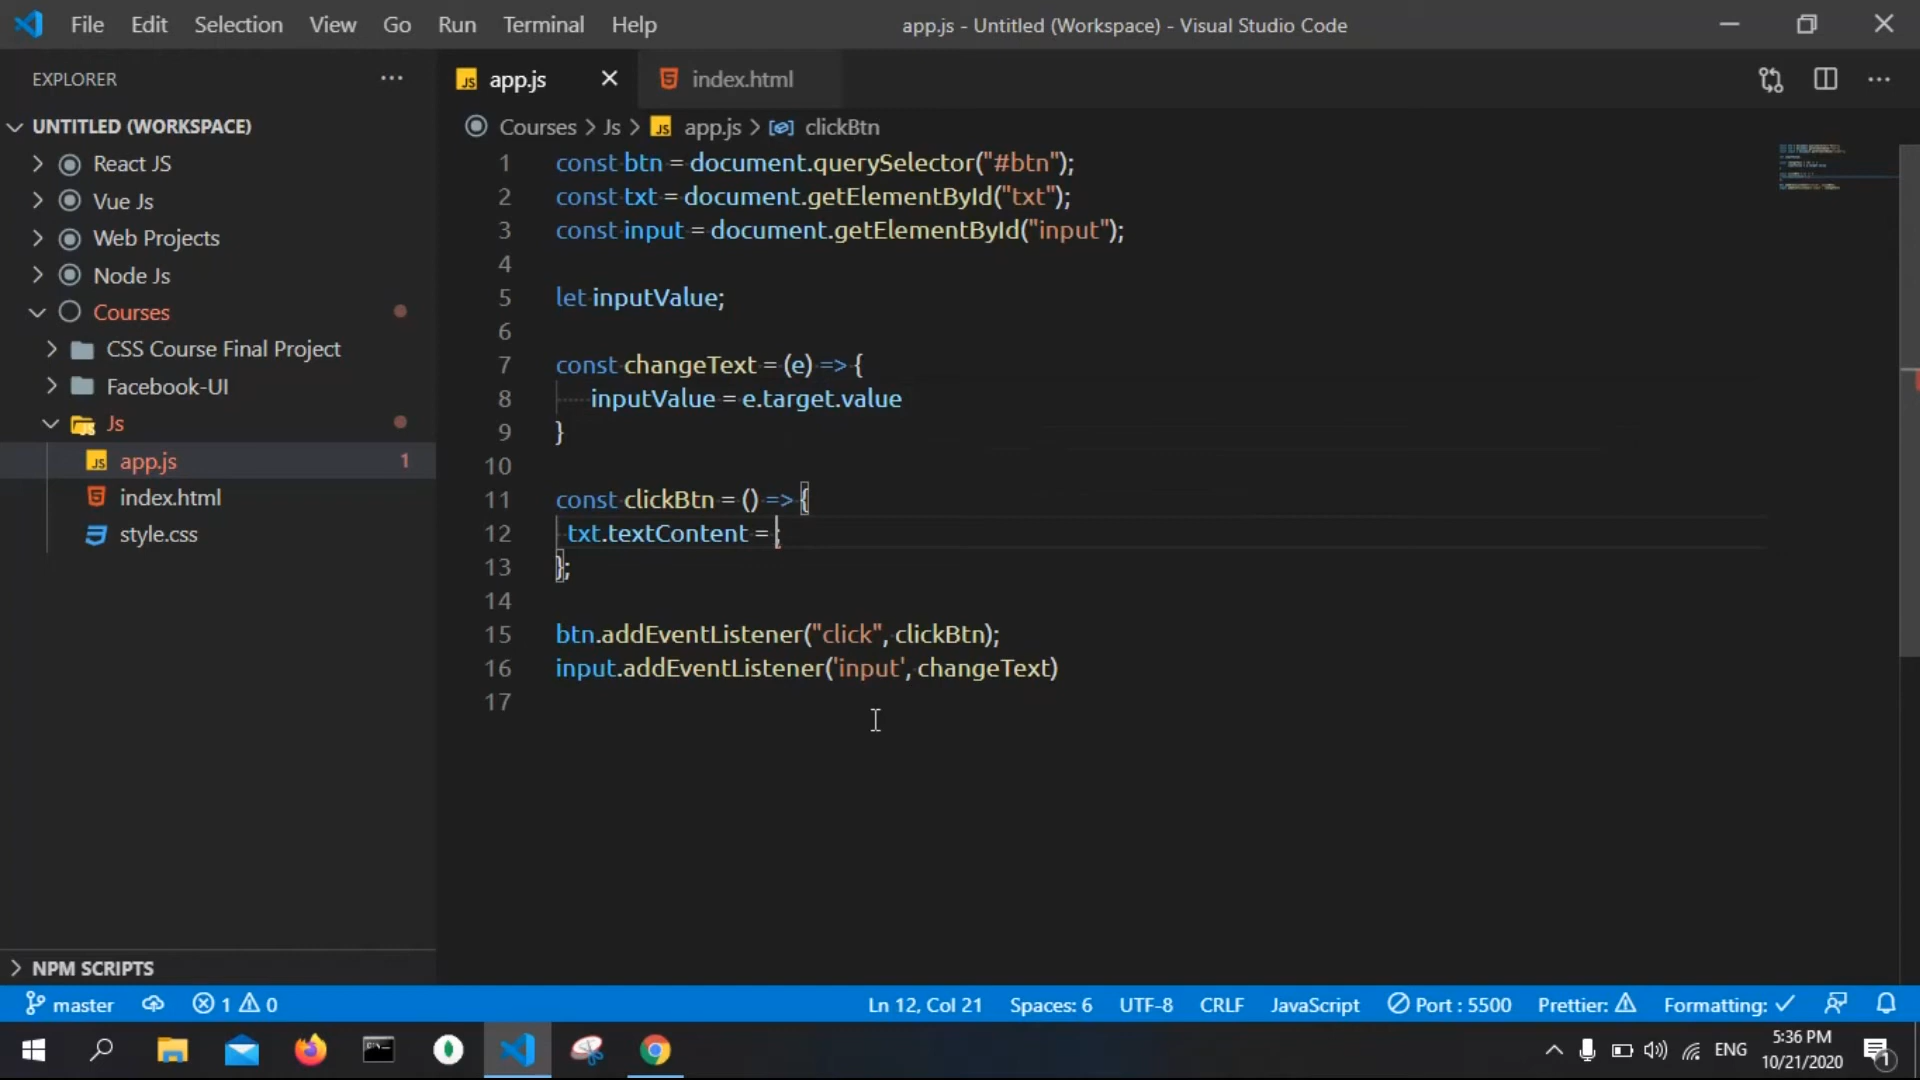 File Edit Selection View Go Run Terminal Help app.js - Untitled (Workspace) - Visual Studio Code
EXPLORER
UNTITLED (WORKSPACE)
React JS
Vue Js
Web Projects
Node Js
Courses
CSS Course Final Project
Facebook-UI
Js
JS app.js 1
index.html
style.css
NPM SCRIPTS
JS app.js index.html
Courses > Js > JS app.js > clickBtn
1 const btn = document.querySelector("#btn");
2 const txt = document.getElementById("txt");
3 const input = document.getElementById("input");
4
5 let inputValue;
6
7 const changeText = (e) => {
8 inputValue = e.target.value
9 }
10
11 const clickBtn = () => {
12 txt.textContent = ;
13 };
14
15 btn.addEventListener("click", clickBtn);
16 input.addEventListener('input', changeText)
17
master 1 0 Ln 12, Col 21 Spaces: 6 UTF-8 CRLF JavaScript Port : 5500 Prettier: Formatting:
ENG 5:36 PM
10/21/2020 1